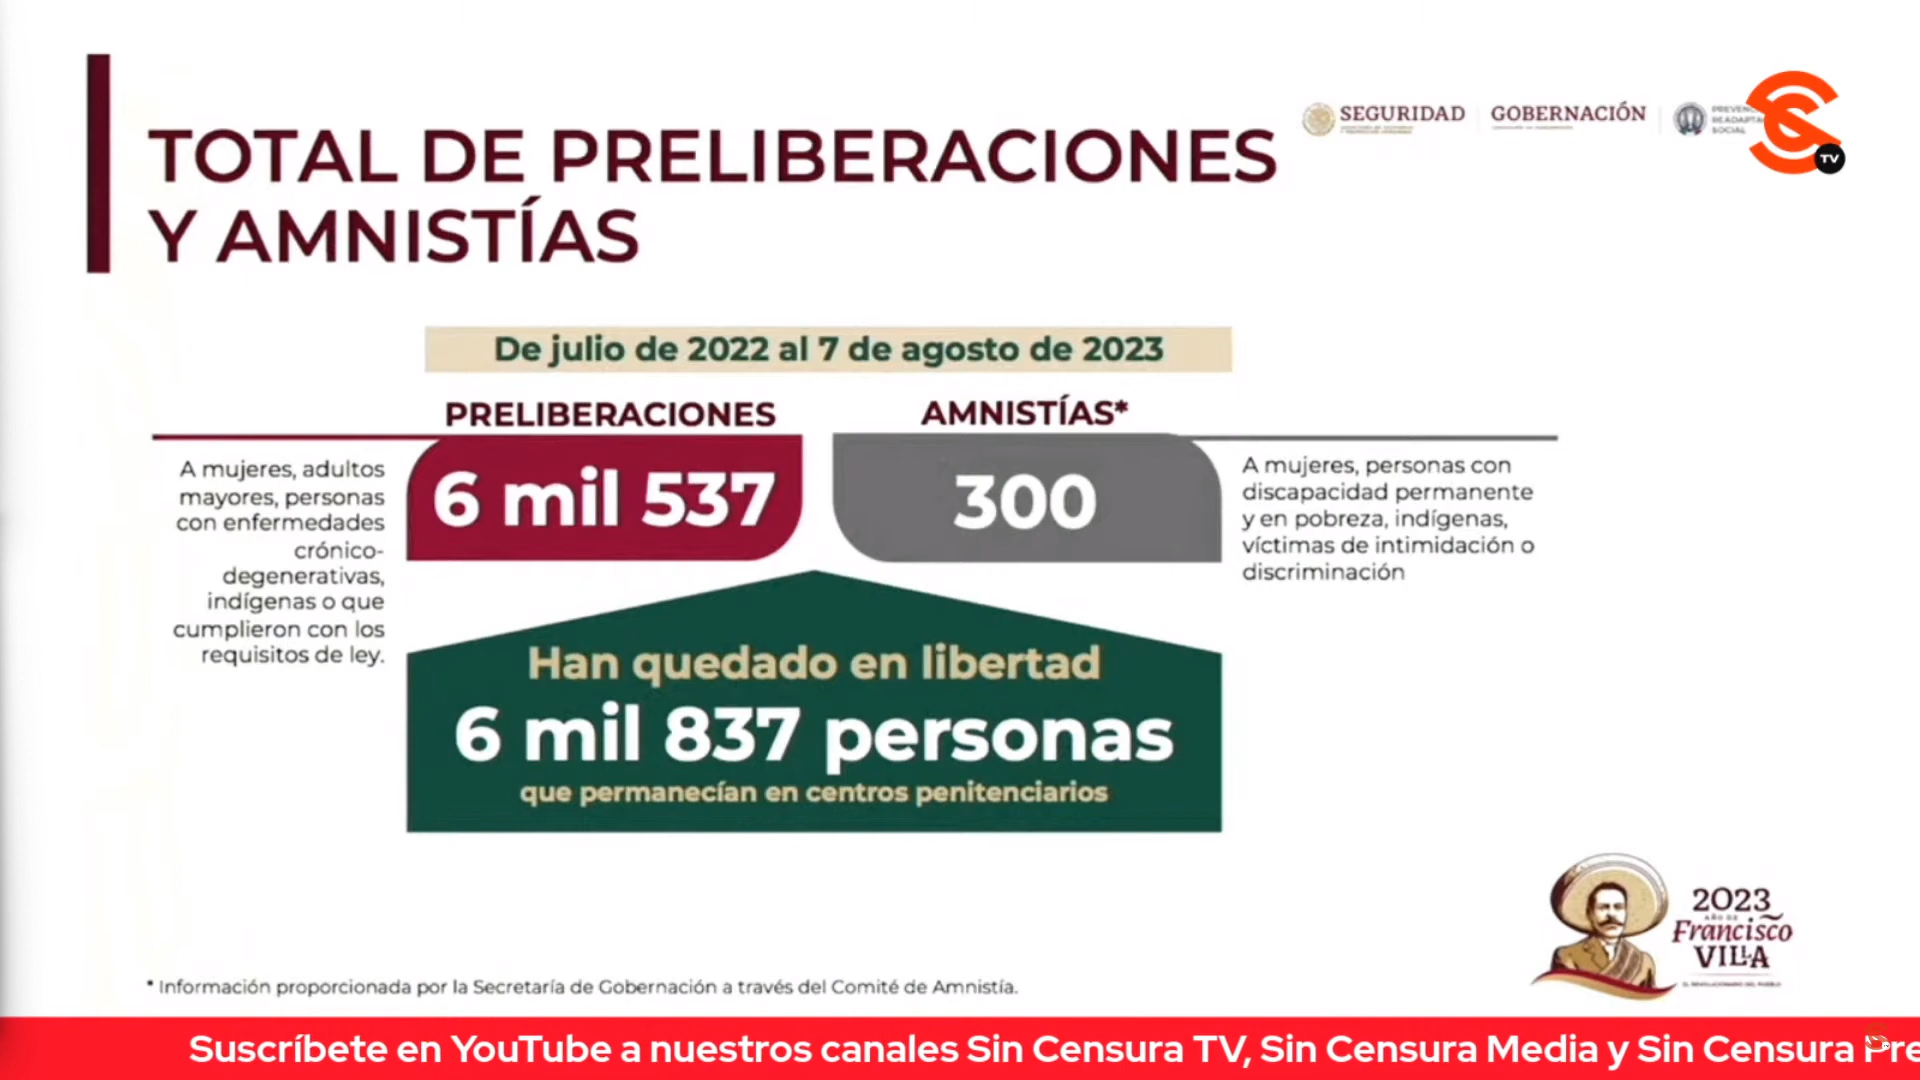 TOTAL DE PRELIBERACIONES
Y AMNISTÍAS
SEGURIDAD
GOBERNACIÓN
SOCIAL
TV
De julio de 2022 al 7 de agosto de 2023
PRELIBERACIONES
6 mil 537
A mujeres, adultos
mayores, personas
con enfermedades
crónico-
degenerativas,
indígenas o que
cumplieron con los
requisitos de ley.
AMNISTÍAS*
300
A mujeres, personas con
discapacidad permanente
y en pobreza, indígenas,
víctimas de intimidación o
discriminación
Han quedado en libertad
6 mil 837 personas
que permanecían en centros penitenciarios
2023
AÑO DE
Francisco
VILLA
* Información proporcionada por la Secretaría de Gobernación a través del Comité de Amnistía.
Suscríbete en YouTube a nuestros canales Sin Censura TV, Sin Censura Media y Sin Censura Pre